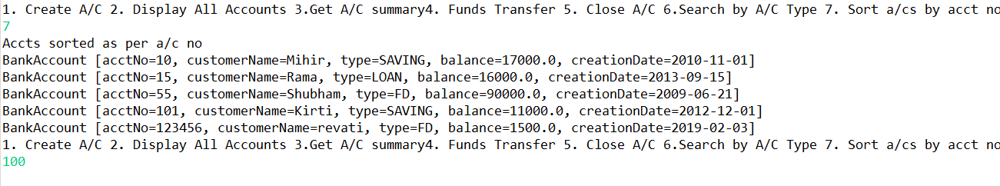 1. Create A/C 2. Display All Accounts 3.Get A/C summary4. Funds Transfer 5. Close A/C 6.Search by A/C Type 7. Sort a/cs by acct no
7
Accts sorted as per a/c no
BankAccount [acctNo=10, customerName=Mihir, type=SAVING, balance=17000.0, creationDate=2010-11-01]
BankAccount [acctNo=15, customerName=Rama, type=LOAN, balance=16000.0, creationDate=2013-09-15]
BankAccount [acctNo=55, customerName=Shubham, type=FD, balance=90000.0, creationDate=2009-06-21]
BankAccount [acctNo=101, customerName=Kirti, type=SAVING, balance=11000.0, creationDate=2012-12-01]
BankAccount [acctNo=123456, customerName=revati, type=FD, balance=1500.0, creationDate=2019-02-03]
1. Create A/C 2. Display All Accounts 3.Get A/C summary4. Funds Transfer 5. Close A/C 6.Search by A/C Type 7. Sort a/cs by acct no
100